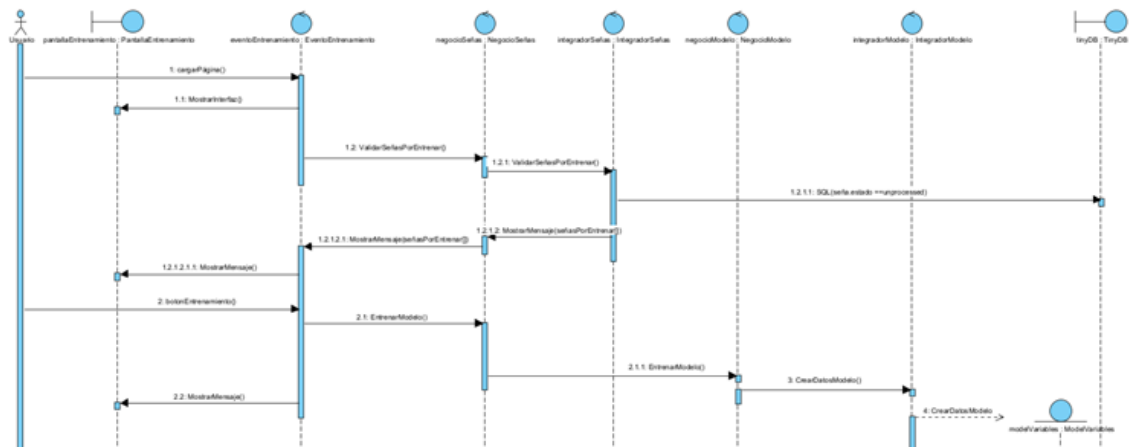 Usuario
pantallaEntrenamiento : PantallaEntrenamiento
eventoEntrenamiento : EventoEntrenamiento
negocioSeñas : NegocioSeñas
integradorSeñas : IntegradorSeñas
negocioModelo : NegocioModelo
integradorModelo : IntegradorModelo
tinyDB : TinyDB
1: cargarPágina()
1.1: MostrarInterfaz()
1.2: ValidarSeñasPorEntrenar()
1.2.1: ValidarSeñasPorEntrenar()
1.2.1.1: SQL(seña.estado ==unprocessed)
1.2.1.2: MostrarMensaje(señasPorEntrenar[])
1.2.1.2.1: MostrarMensaje(señasPorEntrenar[])
1.2.1.2.1.1: MostrarMensaje()
2: botonEntrenamiento()
2.1: EntrenarModelo()
2.1.1: EntrenarModelo()
3: CrearDatosModelo()
2.2: MostrarMensaje()
4: CrearDatosModelo
modelVariables : ModelVariables